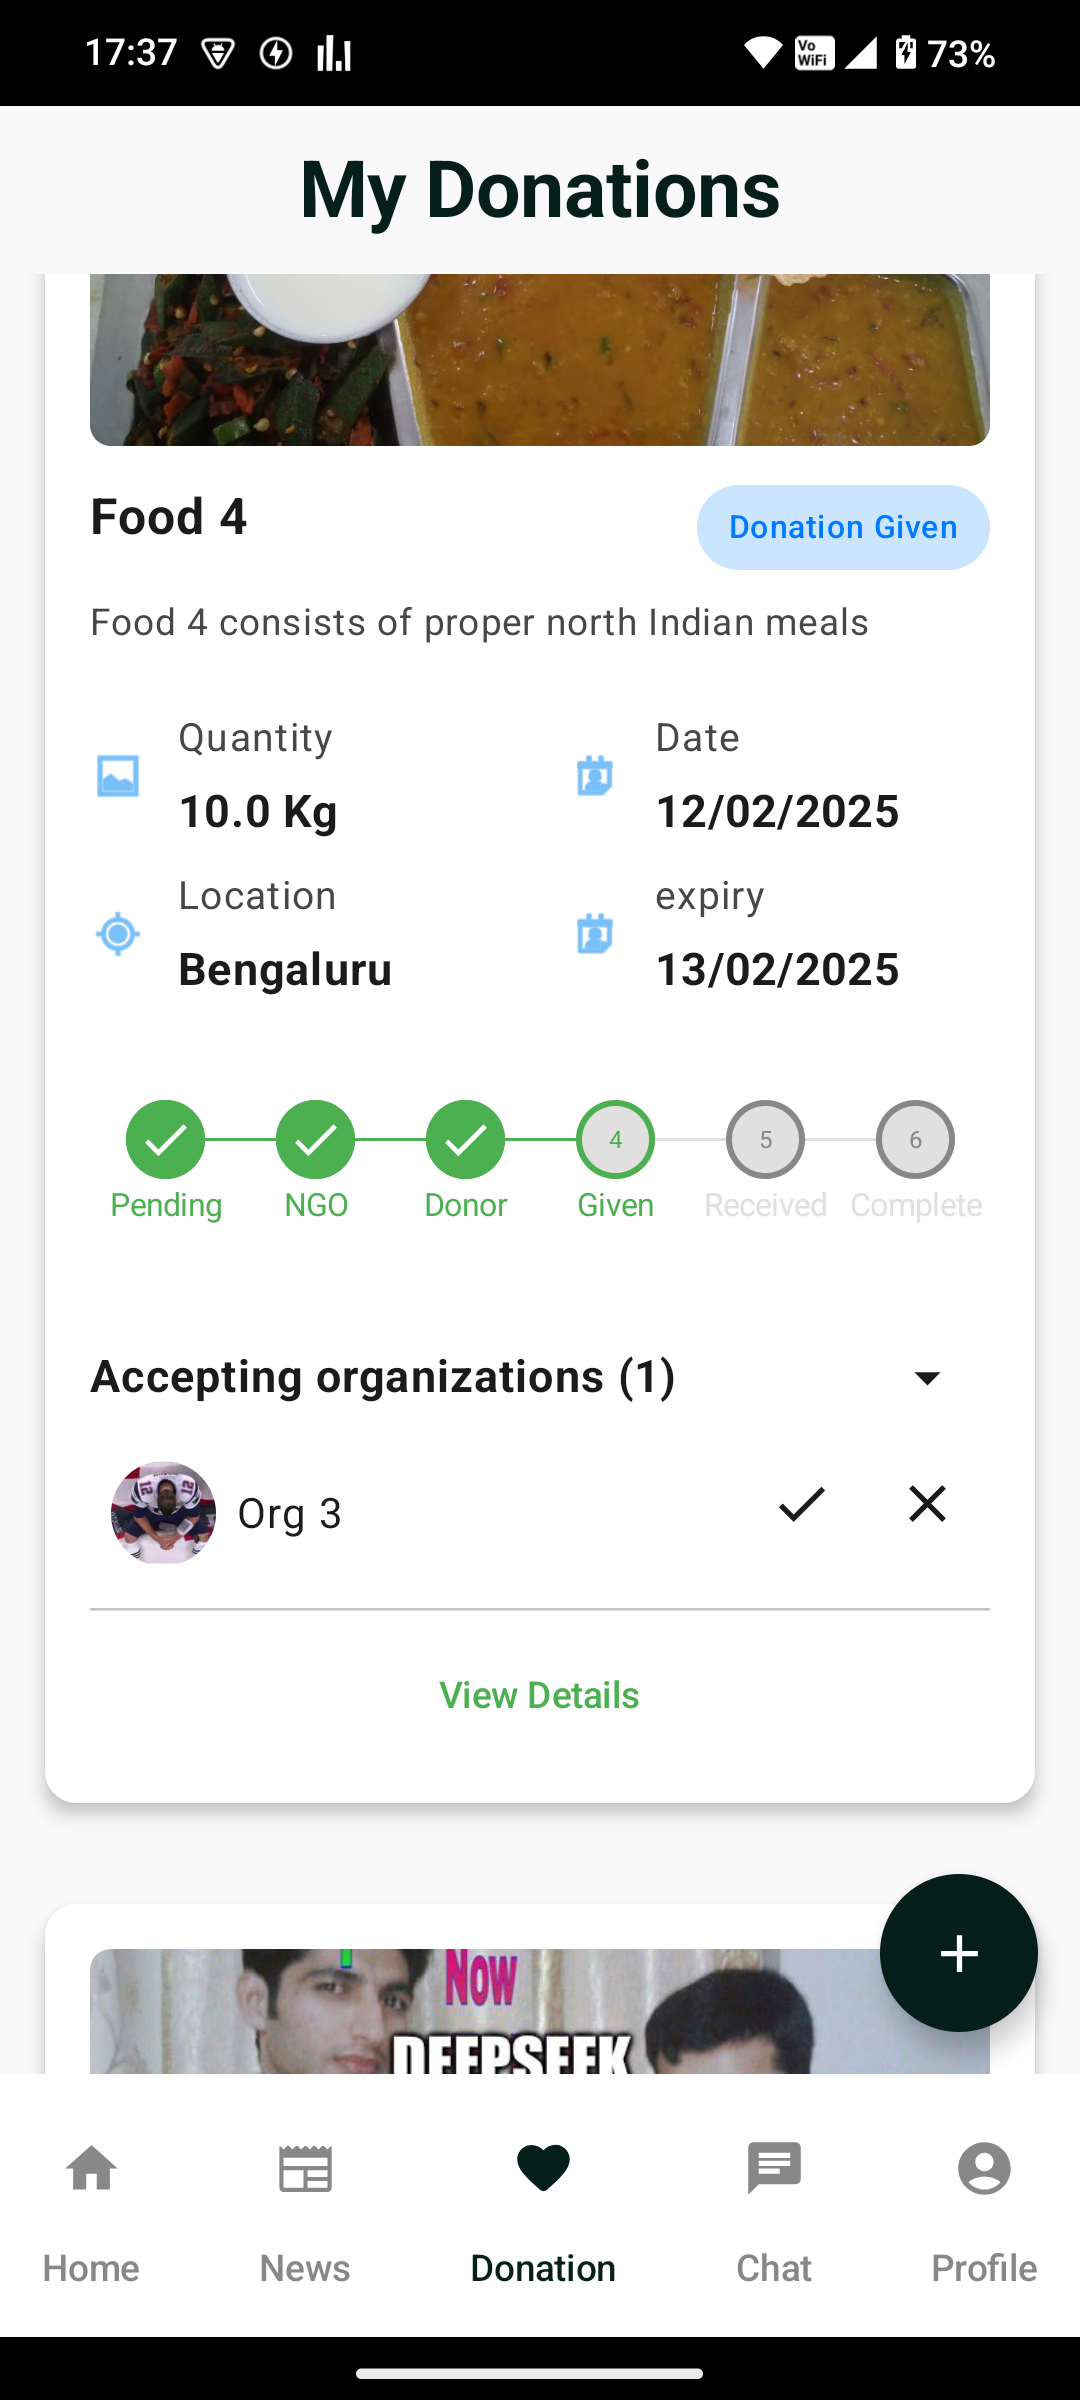 17:37
Vo
WiFi
73%
My Donations
Food 4
Donation Given
Food 4 consists of proper north Indian meals
Quantity
10.0 Kg
Date
12/02/2025
Location
Bengaluru
expiry
13/02/2025
4
5
6
Pending
NGO
Donor
Given
Received
Complete
Accepting organizations (1)
Org 3
View Details
Now
DEEPSEEK
+
Home
News
Donation
Chat
Profile